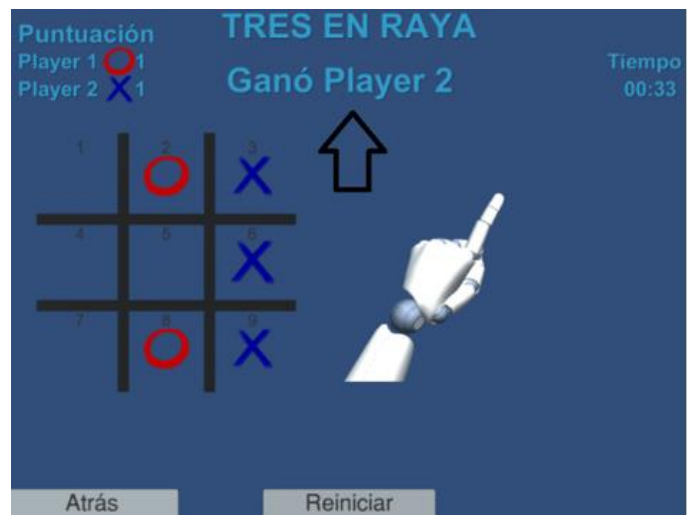 TRES EN RAYA
Puntuación
Player 1 O 1
Player 2 X 1
Ganó Player 2
Tiempo
00:33
1 2 3
O X
4 5 6
X
7 8 9
O X
Atrás Reiniciar